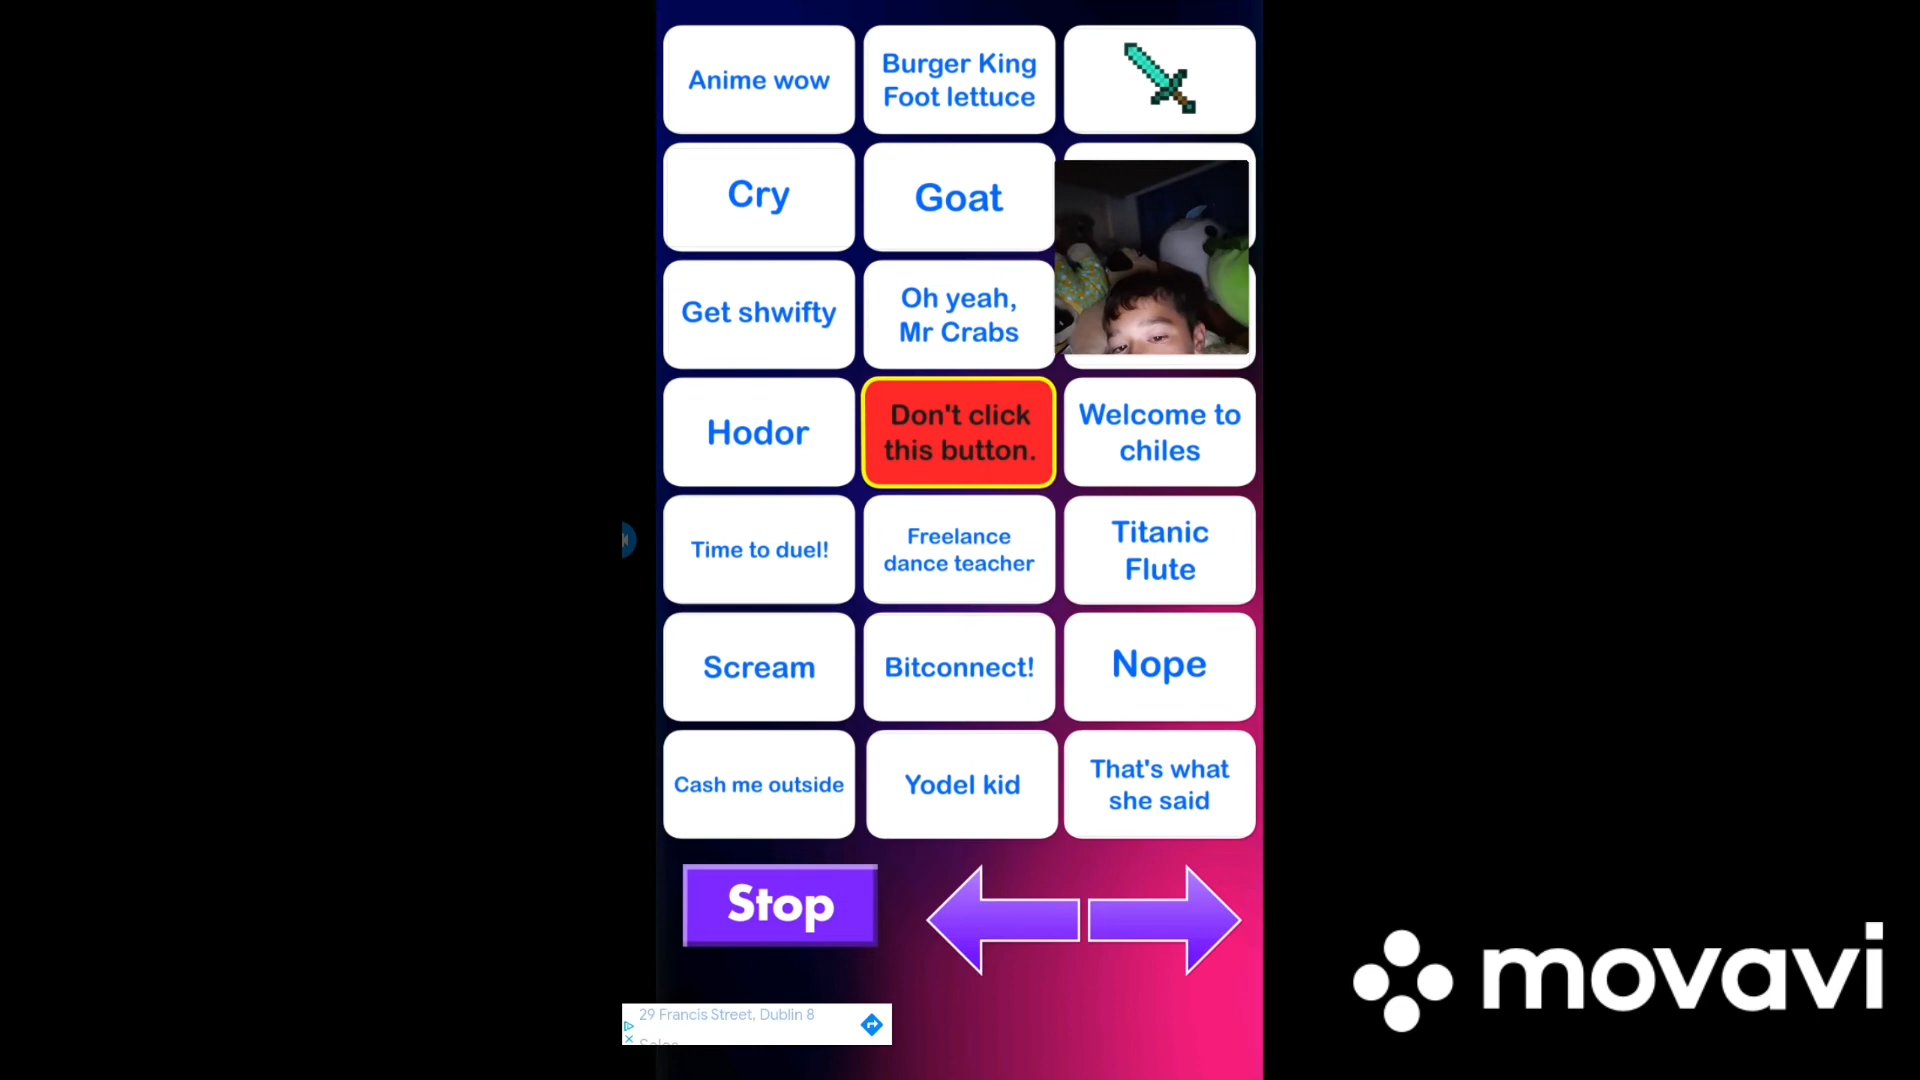 Anime wow
Burger King
Foot lettuce
Cry
Goat
Get shwifty
Oh yeah,
Mr Crabs
Hodor
Don't click
this button.
Welcome to
chiles
Time to duel!
Freelance
dance teacher
Titanic
Flute
Scream
Bitconnect!
Nope
Cash me outside
Yodel kid
That's what
she said
Stop
29 Francis Street, Dublin 8
movavi